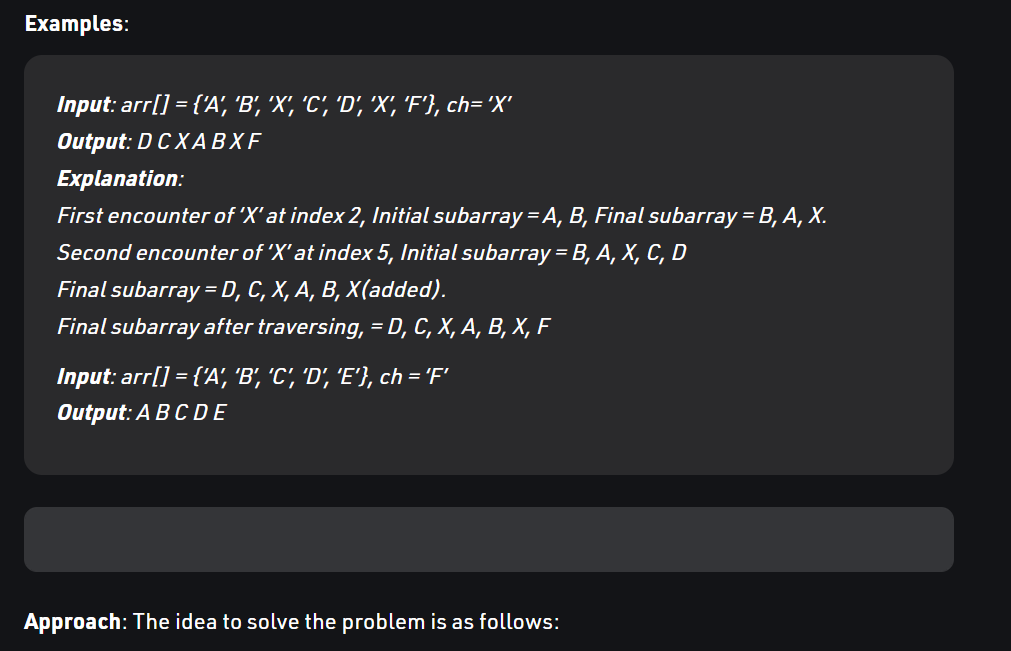 Examples:
Input: arr[] = {‘A’, ‘B’, ‘X’, ‘C’, ‘D’, ‘X’, ‘F’}, ch= ‘X’
Output: D C X A B X F
Explanation:
First encounter of ‘X’ at index 2, Initial subarray = A, B, Final subarray = B, A, X.
Second encounter of ‘X’ at index 5, Initial subarray = B, A, X, C, D
Final subarray = D, C, X, A, B, X(added).
Final subarray after traversing, = D, C, X, A, B, X, F
Input: arr[] = {‘A’, ‘B’, ‘C’, ‘D’, ‘E’}, ch = ‘F’
Output: A B C D E
Approach: The idea to solve the problem is as follows: